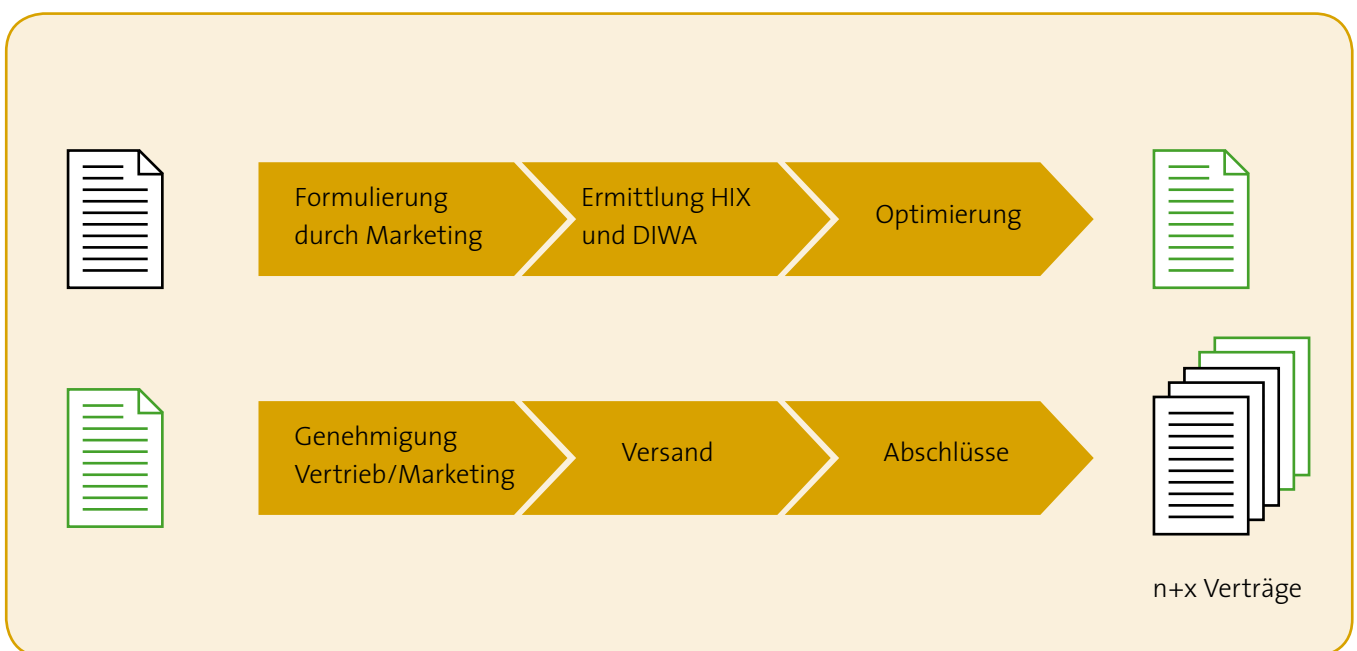 Formulierung
durch Marketing
Ermittlung HIX
und DIWA
Optimierung
Genehmigung
Vertrieb/Marketing
Versand
Abschlüsse
n+x Verträge